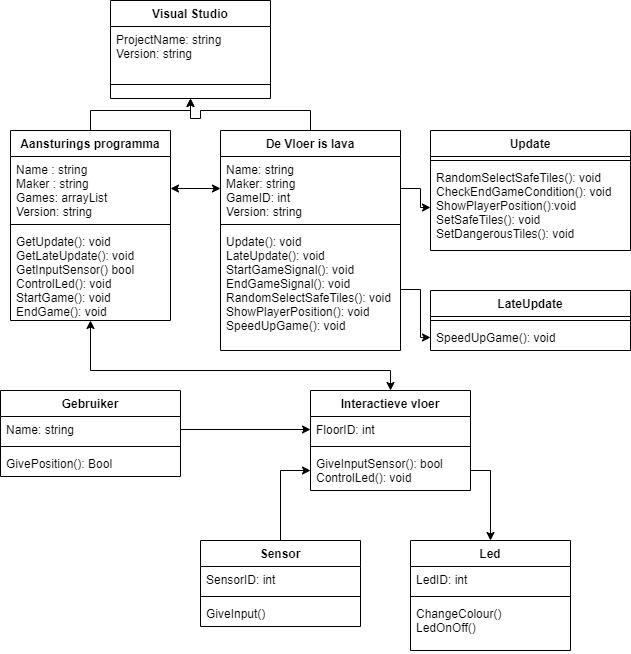 Visual Studio
ProjectName: string
Version: string
Aansturings programma
Name : string
Maker : string
Games: arrayList
Version: string
GetUpdate(): void
GetLateUpdate(): void
GetInputSensor() bool
ControlLed(): void
StartGame(): void
EndGame(): void
De Vloer is lava
Name: string
Maker: string
GameID: int
Version: string
Update(): void
LateUpdate(): void
StartGameSignal(): void
EndGameSignal(): void
RandomSelectSafeTiles(): void
ShowPlayerPosition(): void
SpeedUpGame(): void
Update
RandomSelectSafeTiles(): void
CheckEndGameCondition(): void
ShowPlayerPosition():void
SetSafeTiles(): void
SetDangerousTiles(): void
LateUpdate
SpeedUpGame(): void
Gebruiker
Name: string
GivePosition(): Bool
Interactieve vloer
FloorID: int
GiveInputSensor(): bool
ControlLed(): void
Sensor
SensorID: int
GiveInput()
Led
LedID: int
ChangeColour()
LedOnOff()